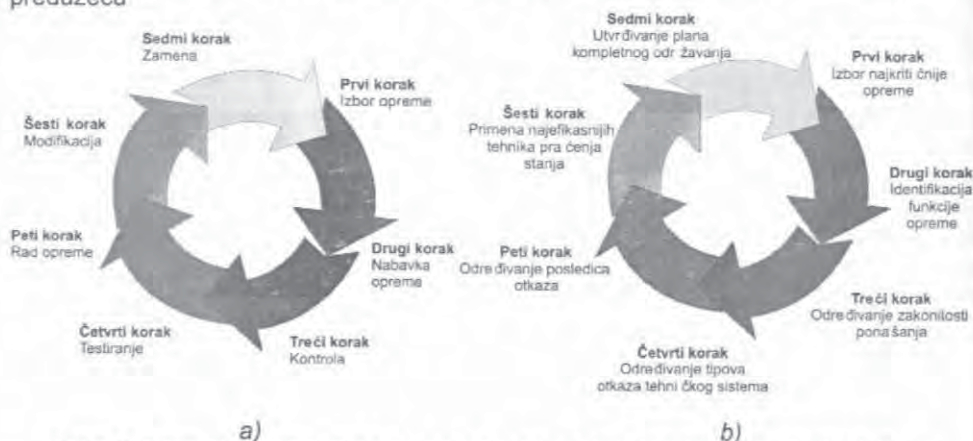 preduzeća
Sedmi korak
Zamena
Prvi korak
Izbor opreme
Drugi korak
Nabavka
opreme
Treći korak
Kontrola
Četvrti korak
Testiranje
Peti korak
Rad opreme
Šesti korak
Modifikacija
a)
Sedmi korak
Utvrđivanje plana
kompletnog odr žavanja
Prvi korak
Izbor najkriti čnije
opreme
Drugi korak
Identifikacija
funkcije
opreme
Treći korak
Određivanje zakonilosti
pona šanja
Četvrti korak
Određivanje tipova
otkaza tehni čkog sistema
Peti korak
Određivanje posledica
otkaza
Šesti korak
Primena najefikasnijih
tehnika pra ćenja
stanja
b)